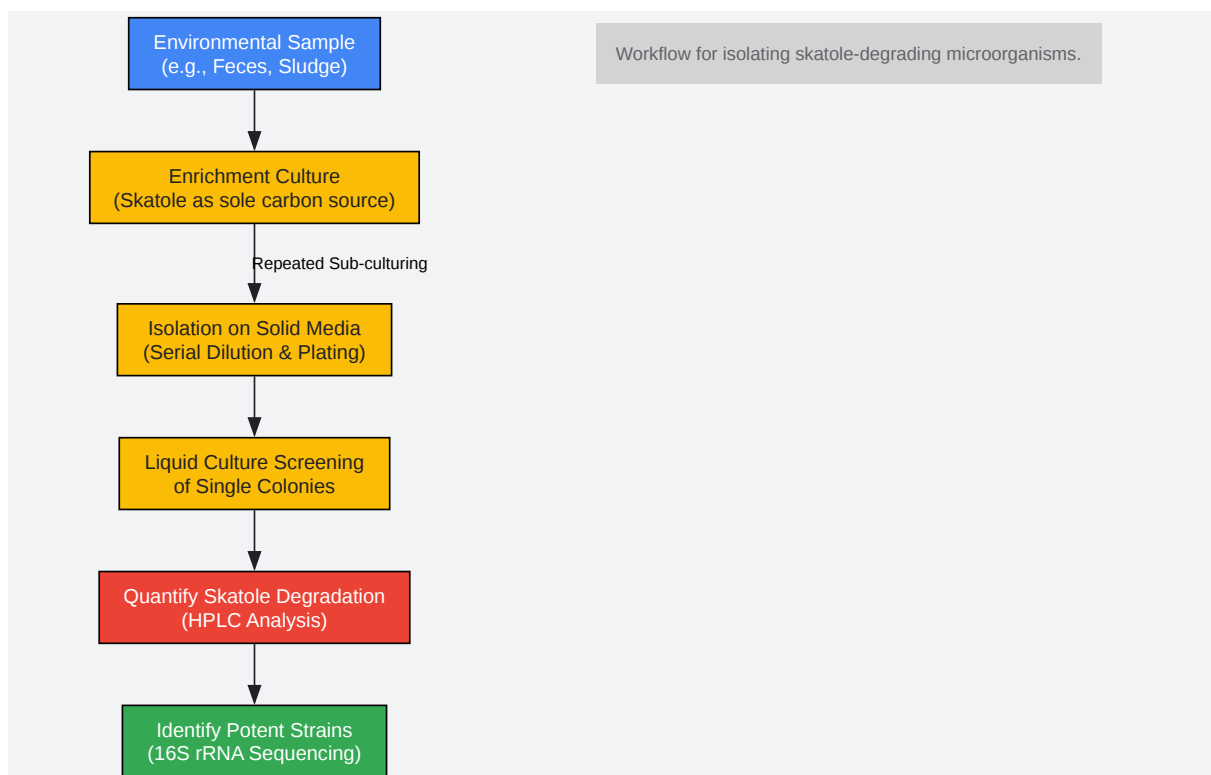 Environmental Sample
(e.g., Feces, Sludge)
Workflow for isolating skatole-degrading microorganisms.
Enrichment Culture
(Skatole as sole carbon source)
Repeated Sub-culturing
Isolation on Solid Media
(Serial Dilution & Plating)
Liquid Culture Screening
of Single Colonies
Quantify Skatole Degradation
(HPLC Analysis)
Identify Potent Strains
(16S rRNA Sequencing)